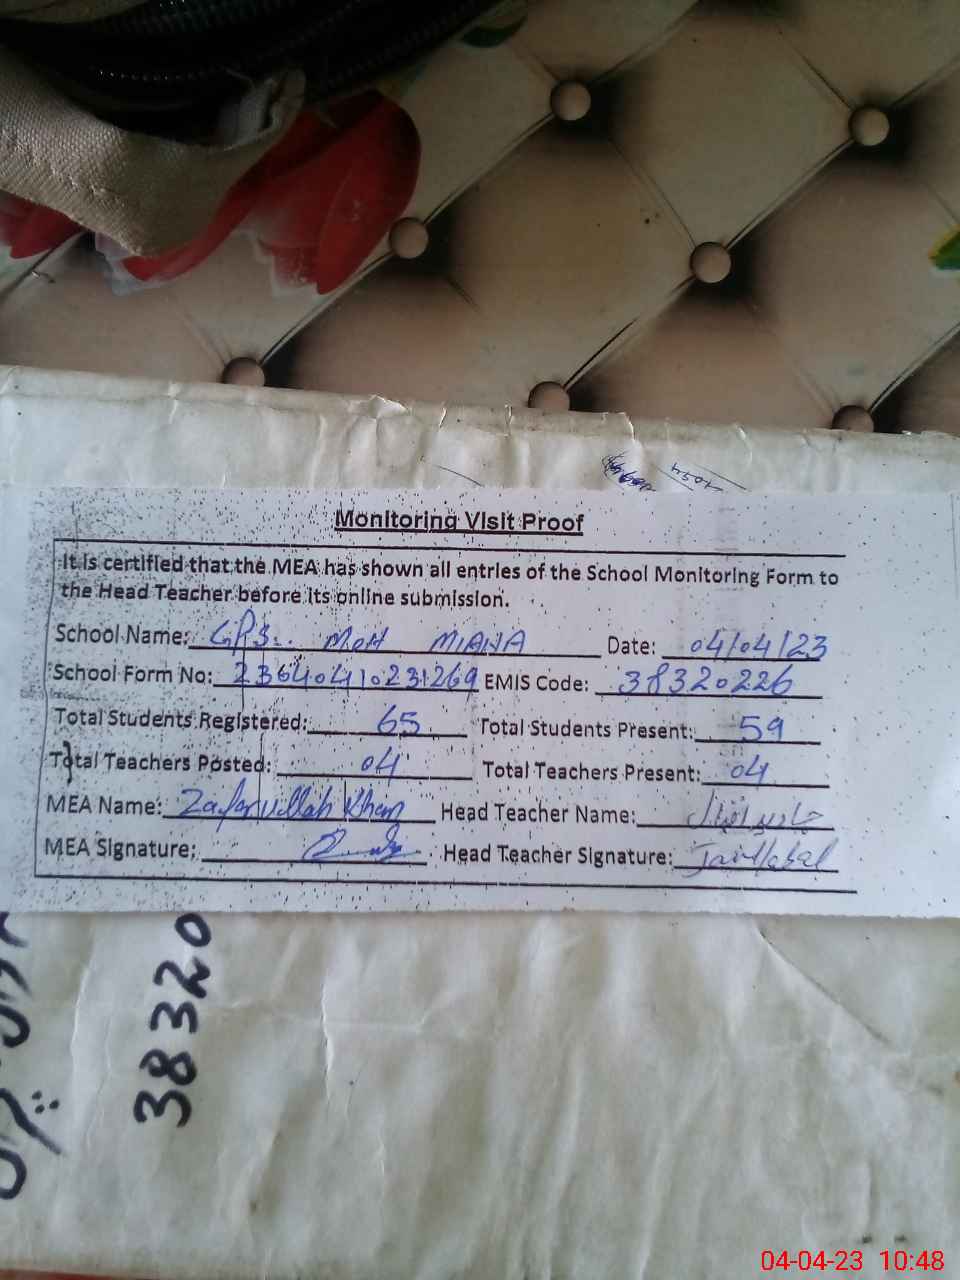 Monitoring Visit Proof
It is certified that the MEA has shown all entries of the School Monitoring Form to
the Head Teacher before its online submission.
School Name: GPS. MOH MIANA Date: 04/04/23
School Form No: 23640410231269 EMIS Code: 38320226
Total Students Registered: 65 Total Students Present: 59
Total Teachers Posted: 04 Total Teachers Present: 04
MEA Name: Zafarullah Khan Head Teacher Name: جاوید اقبال
MEA Signature: Head Teacher Signature:
38320
04-04-23 10:48